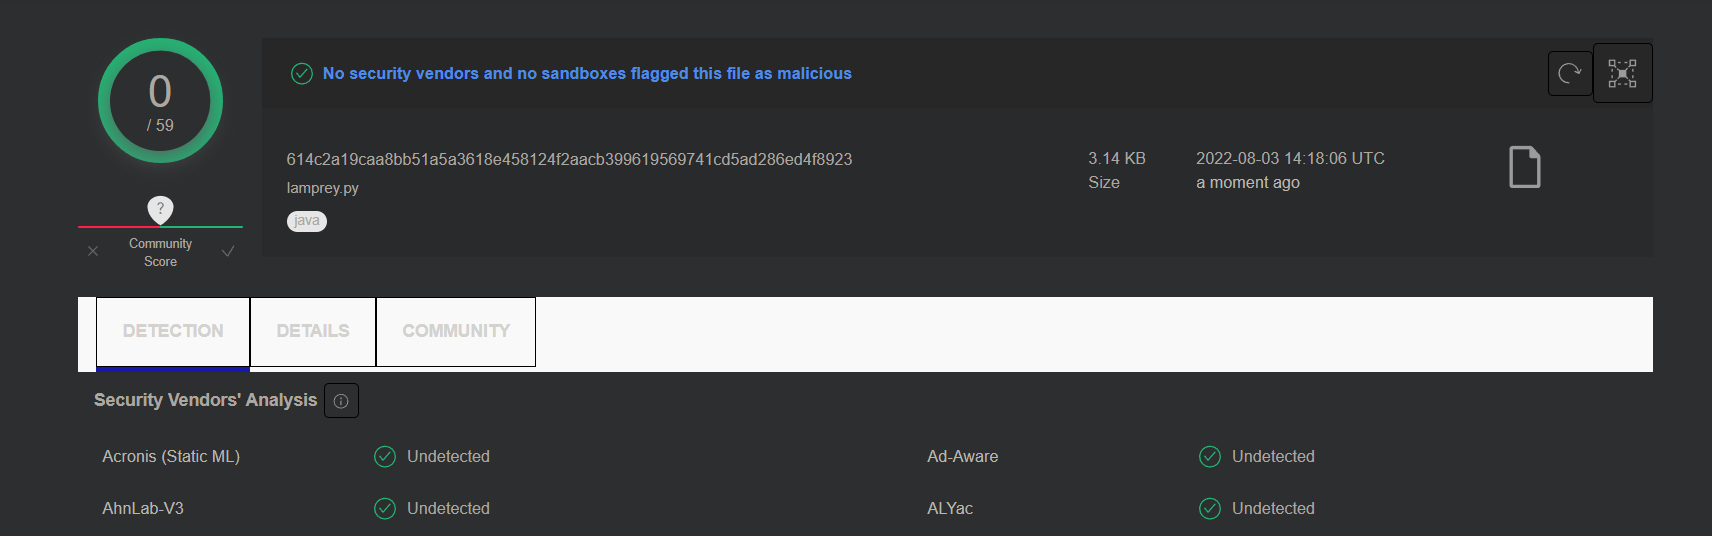 0
/ 59
?
Community
Score
No security vendors and no sandboxes flagged this file as malicious
614c2a19caa8bb51a5a3618e458124f2aacb399619569741cd5ad286ed4f8923
lamprey.py
java
3.14 KB
Size
2022-08-03 14:18:06 UTC
a moment ago
DETECTION
DETAILS
COMMUNITY
Security Vendors' Analysis
Acronis (Static ML)
Undetected
Ad-Aware
Undetected
AhnLab-V3
Undetected
ALYac
Undetected